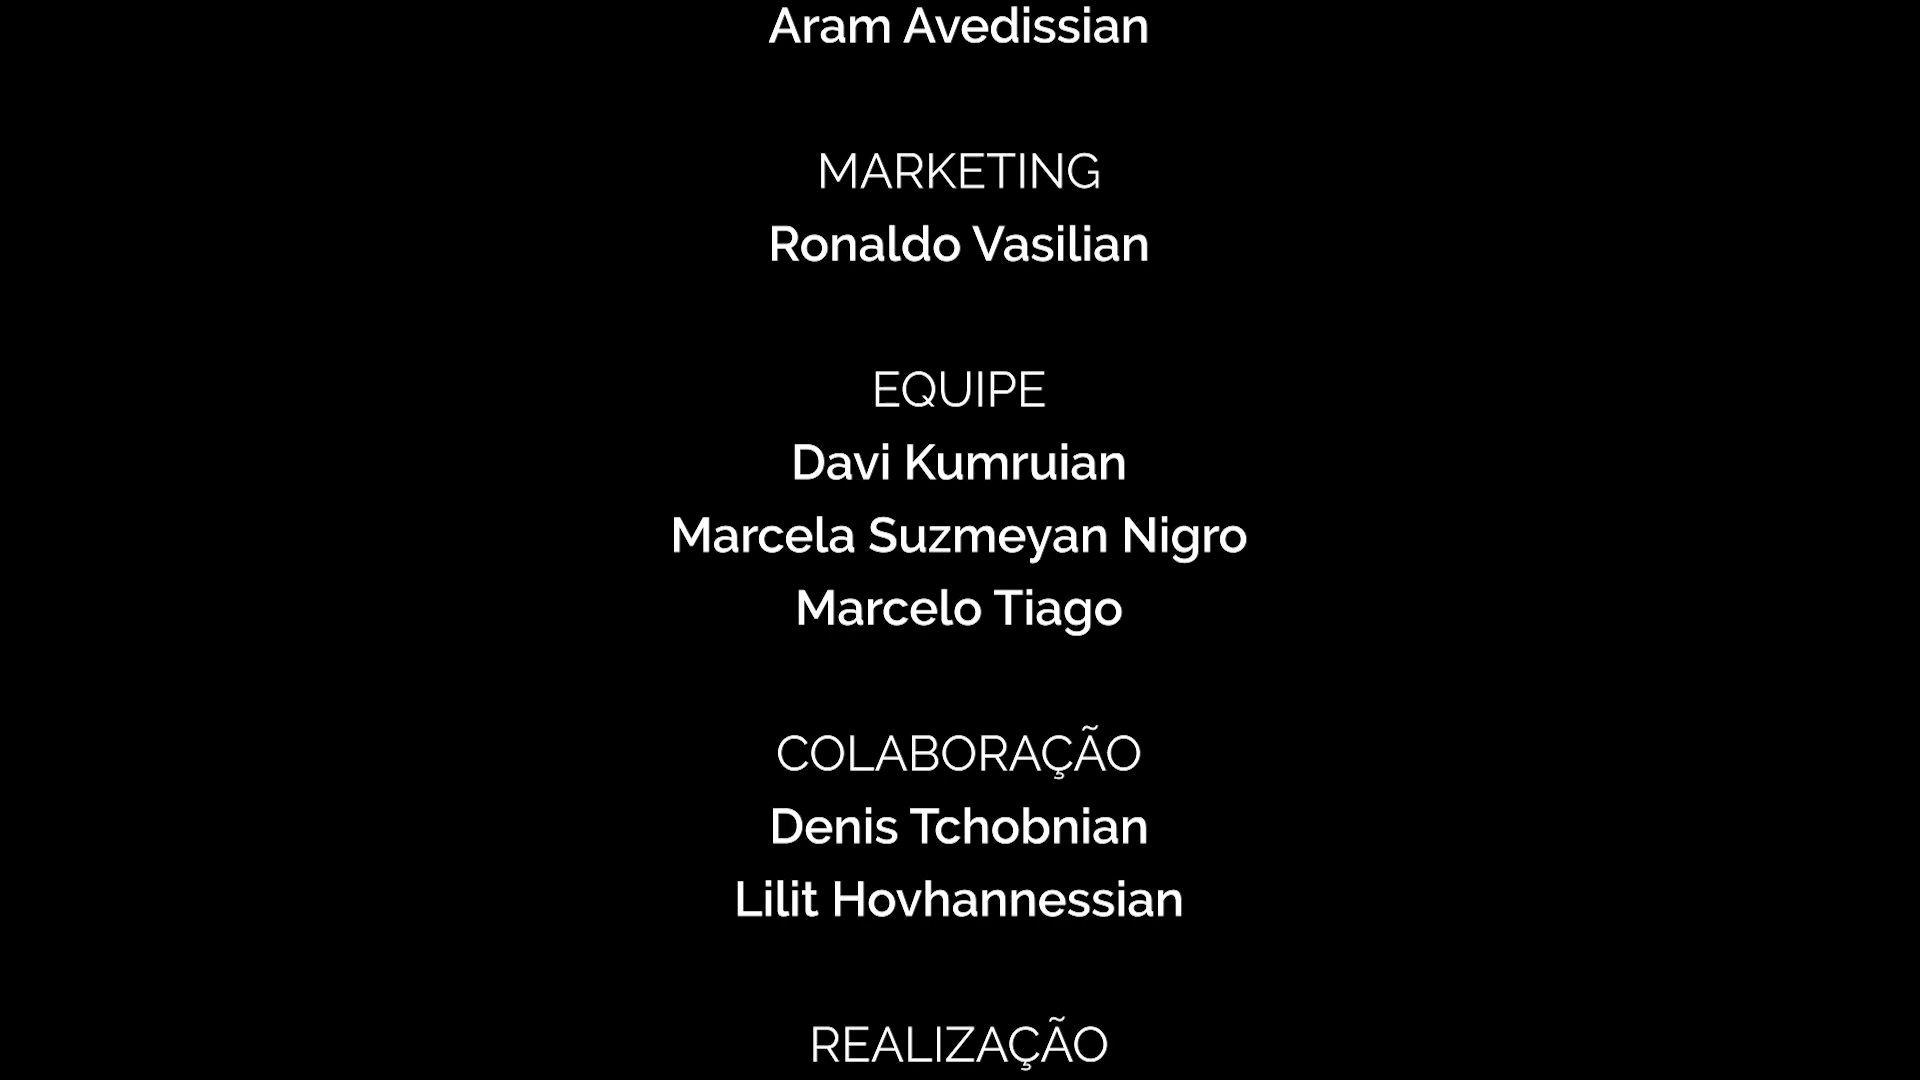 Aram Avedissian
MARKETING
Ronaldo Vasilian
EQUIPE
Davi Kumruian
Marcela Suzmeyan Nigro
Marcelo Tiago
COLABORAÇÃO
Denis Tchobnian
Lilit Hovhannessian
REALIZAÇÃO